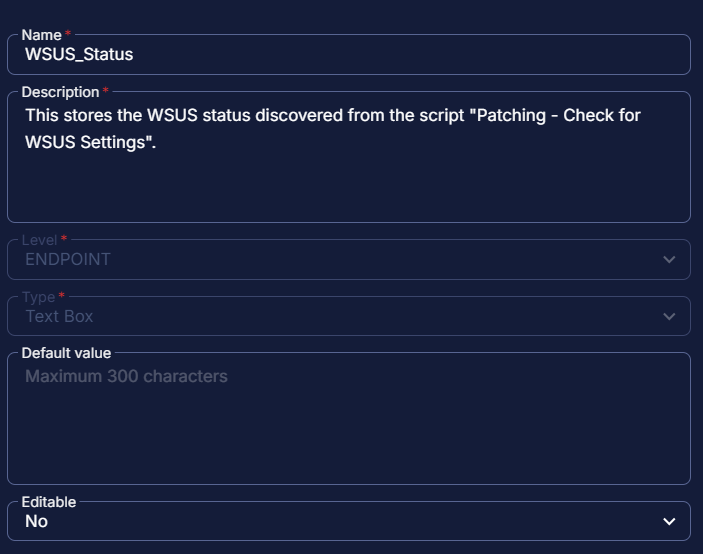 Name *
WSUS_Status
Description *
This stores the WSUS status discovered from the script "Patching - Check for
WSUS Settings".
Level *
ENDPOINT
Type *
Text Box
Default value
Maximum 300 characters
Editable
No